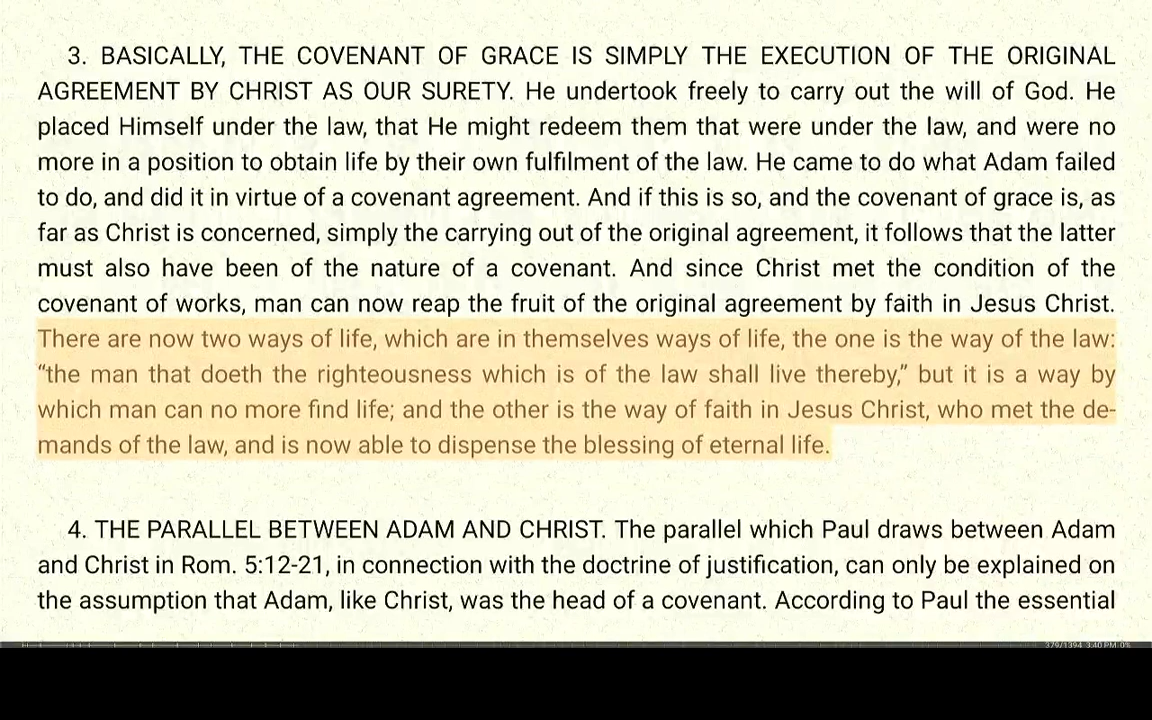 3. BASICALLY, THE COVENANT OF GRACE IS SIMPLY THE EXECUTION OF THE ORIGINAL
AGREEMENT BY CHRIST AS OUR SURETY. He undertook freely to carry out the will of God. He
placed Himself under the law, that He might redeem them that were under the law, and were no
more in a position to obtain life by their own fulfilment of the law. He came to do what Adam failed
to do, and did it in virtue of a covenant agreement. And if this is so, and the covenant of grace is, as
far as Christ is concerned, simply the carrying out of the original agreement, it follows that the latter
must also have been of the nature of a covenant. And since Christ met the condition of the
covenant of works, man can now reap the fruit of the original agreement by faith in Jesus Christ.
There are now two ways of life, which are in themselves ways of life, the one is the way of the law:
“the man that doeth the righteousness which is of the law shall live thereby,” but it is a way by
which man can no more find life; and the other is the way of faith in Jesus Christ, who met the de-
mands of the law, and is now able to dispense the blessing of eternal life.
4. THE PARALLEL BETWEEN ADAM AND CHRIST. The parallel which Paul draws between Adam
and Christ in Rom. 5:12-21, in connection with the doctrine of justification, can only be explained on
the assumption that Adam, like Christ, was the head of a covenant. According to Paul the essential
379/1394 3:40 PM 0%